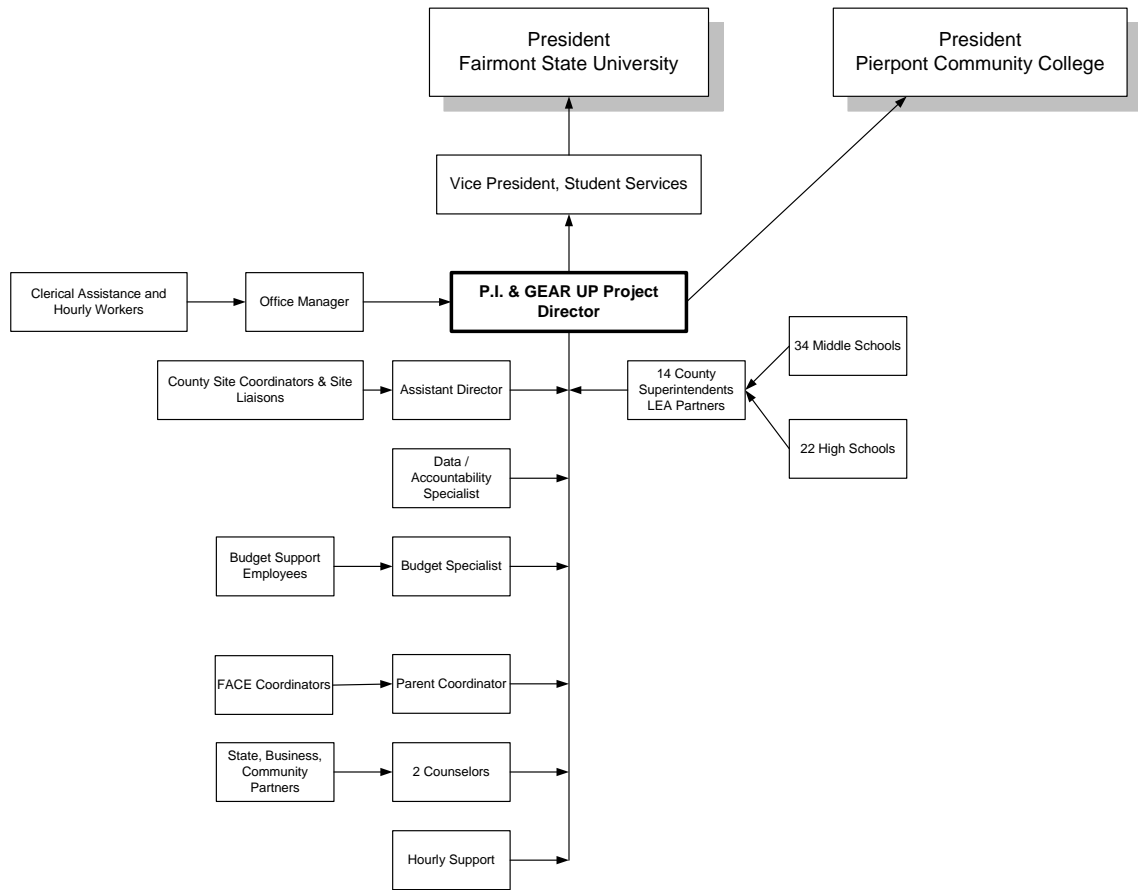 President
Fairmont State University
President
Pierpont Community College
Vice President, Student Services
Clerical Assistance and
Hourly Workers
Office Manager
P.I. & GEAR UP Project
Director
34 Middle Schools
County Site Coordinators & Site
Liaisons
Assistant Director
14 County
Superintendents
LEA Partners
22 High Schools
Data /
Accountability
Specialist
Budget Support
Employees
Budget Specialist
FACE Coordinators
Parent Coordinator
State, Business,
Community
Partners
2 Counselors
Hourly Support